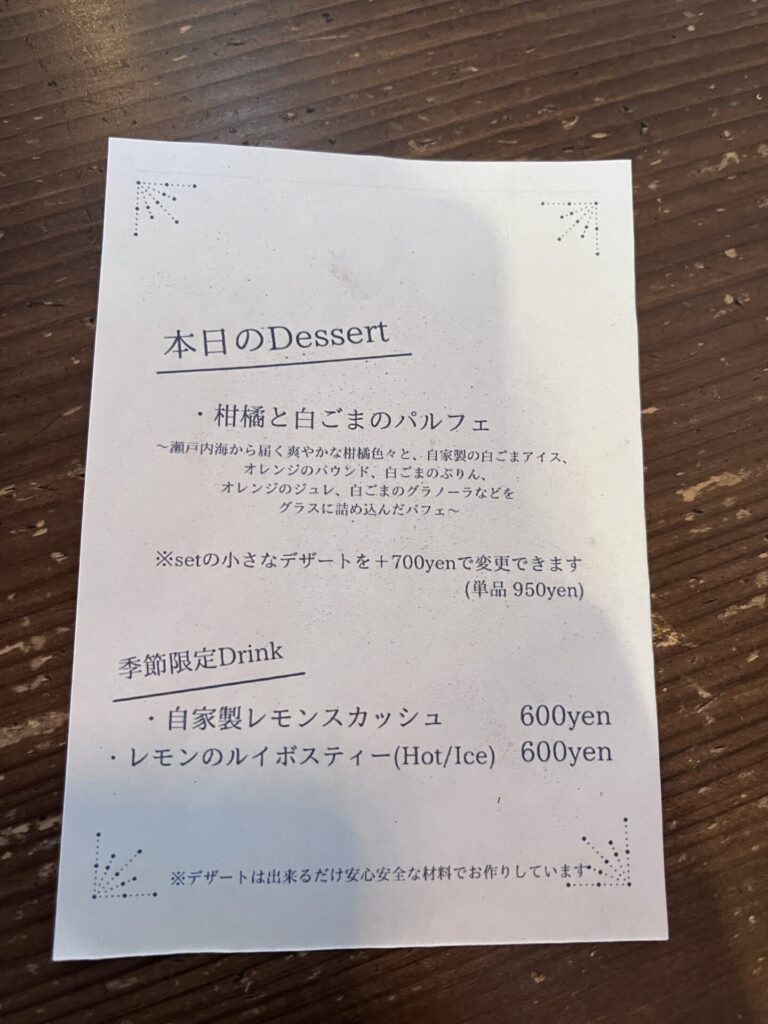 本日のDessert
・柑橘と白ごまのパルフェ
〜瀬戸内海から届く爽やかな柑橘色々と、自家製の白ごまアイス、
オレンジのパウンド、白ごまのぷりん、
オレンジのジュレ、白ごまのグラノーラなどを
グラスに詰め込んだパフェ〜
※setの小さなデザートを＋700yenで変更できます
(単品 950yen)
季節限定Drink
・自家製レモンスカッシュ 600yen
・レモンのルイボスティー(Hot/Ice) 600yen
※デザートは出来るだけ安心安全な材料でお作りしています